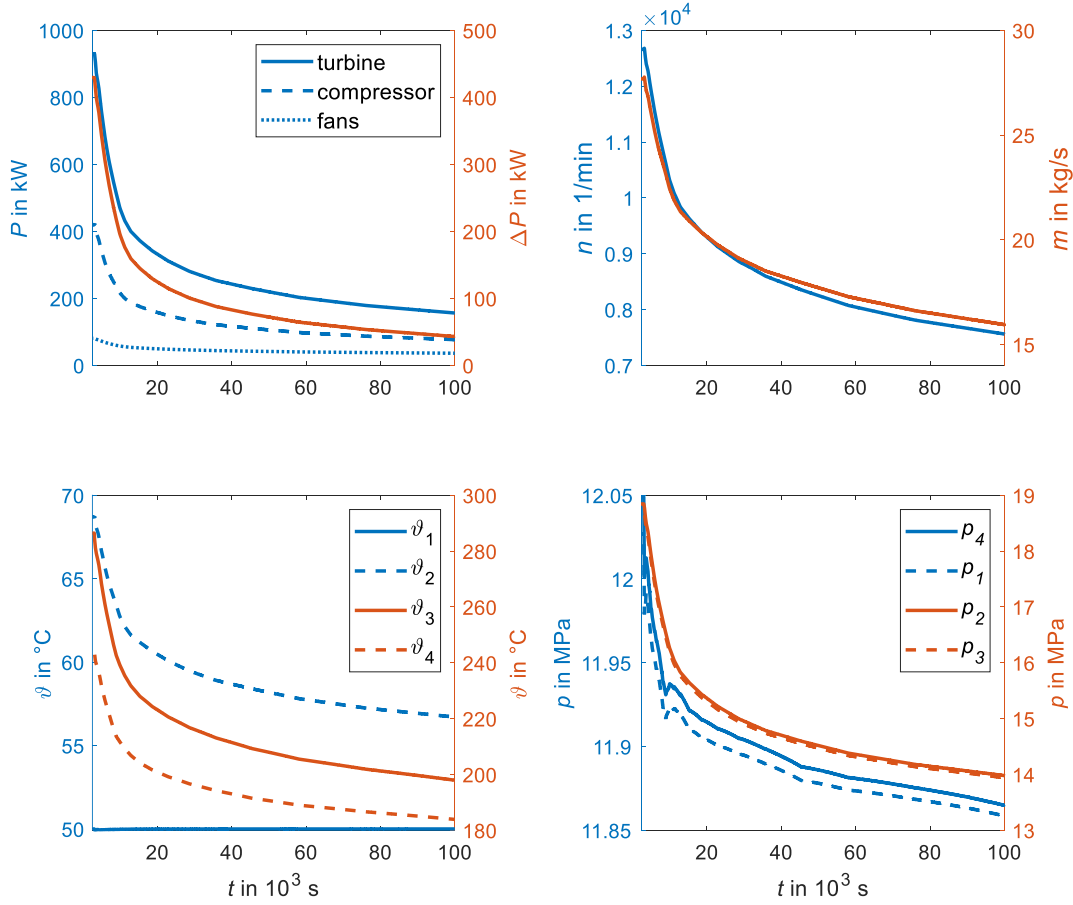 1000
800
600
400
200
0
P in kW
500
400
300
200
100
0
ΔP in kW
turbine
compressor
fans
20 40 60 80 100
×10⁴
1.3
1.2
1.1
1
0.9
0.8
0.7
n in 1/min
30
25
20
15
m in kg/s
20 40 60 80 100
70
65
60
55
50
ϑ in °C
300
280
260
240
220
200
180
ϑ in °C
ϑ₁
ϑ₂
ϑ₃
ϑ₄
20 40 60 80 100
t in 10³ s
12.05
12
11.95
11.9
11.85
p in MPa
19
18
17
16
15
14
13
p in MPa
p₄
p₁
p₂
p₃
20 40 60 80 100
t in 10³ s